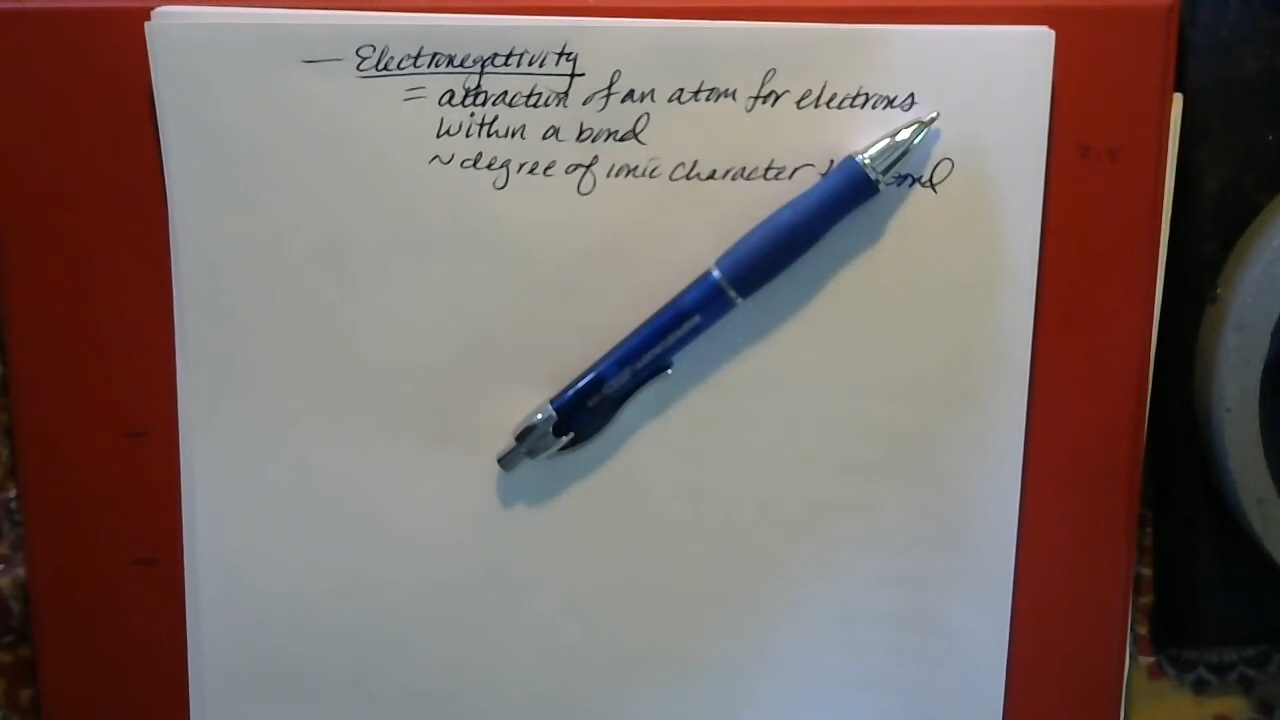 — Electronegativity
= attraction of an atom for electrons
within a bond
~ degree of ionic character